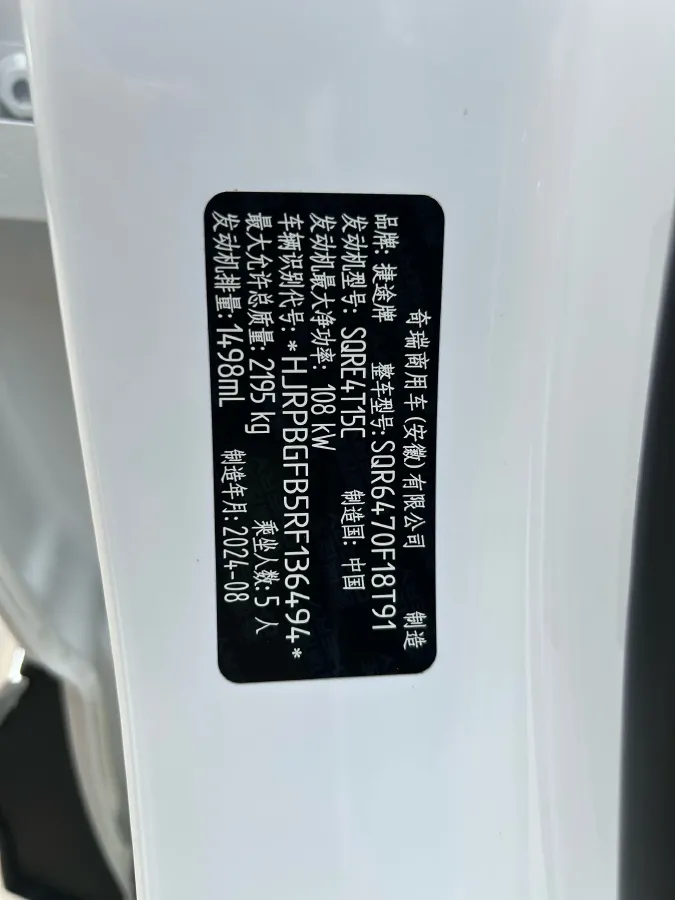 奇瑞商用车(安徽)有限公司 制造
品牌: 捷途牌 整车型号: SQR6470F18T91
发动机型号: SQRE4T15C 制造国: 中国
发动机最大净功率: 108 kW
车辆识别代号: *HJRPBGFB5RF136494*
最大允许总质量: 2195 kg 乘坐人数: 5 人
发动机排量: 1498mL 制造年月: 2024-08